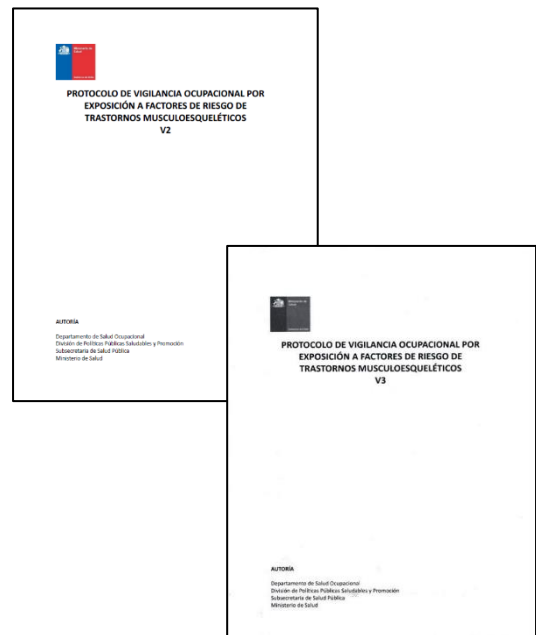 Ministerio de
Salud
PROTOCOLO DE VIGILANCIA OCUPACIONAL POR
EXPOSICIÓN A FACTORES DE RIESGO DE
TRASTORNOS MUSCULOESQUELÉTICOS
V2
AUTORÍA
Departamento de Salud Ocupacional
División de Políticas Públicas Saludables y Promoción
Subsecretaría de Salud Pública
Ministerio de Salud
PROTOCOLO DE VIGILANCIA OCUPACIONAL POR
EXPOSICIÓN A FACTORES DE RIESGO DE
TRASTORNOS MUSCULOESQUELÉTICOS
V3
AUTORÍA
Departamento de Salud Ocupacional
División de Políticas Públicas Saludables y Promoción
Subsecretaría de Salud Pública
Ministerio de Salud